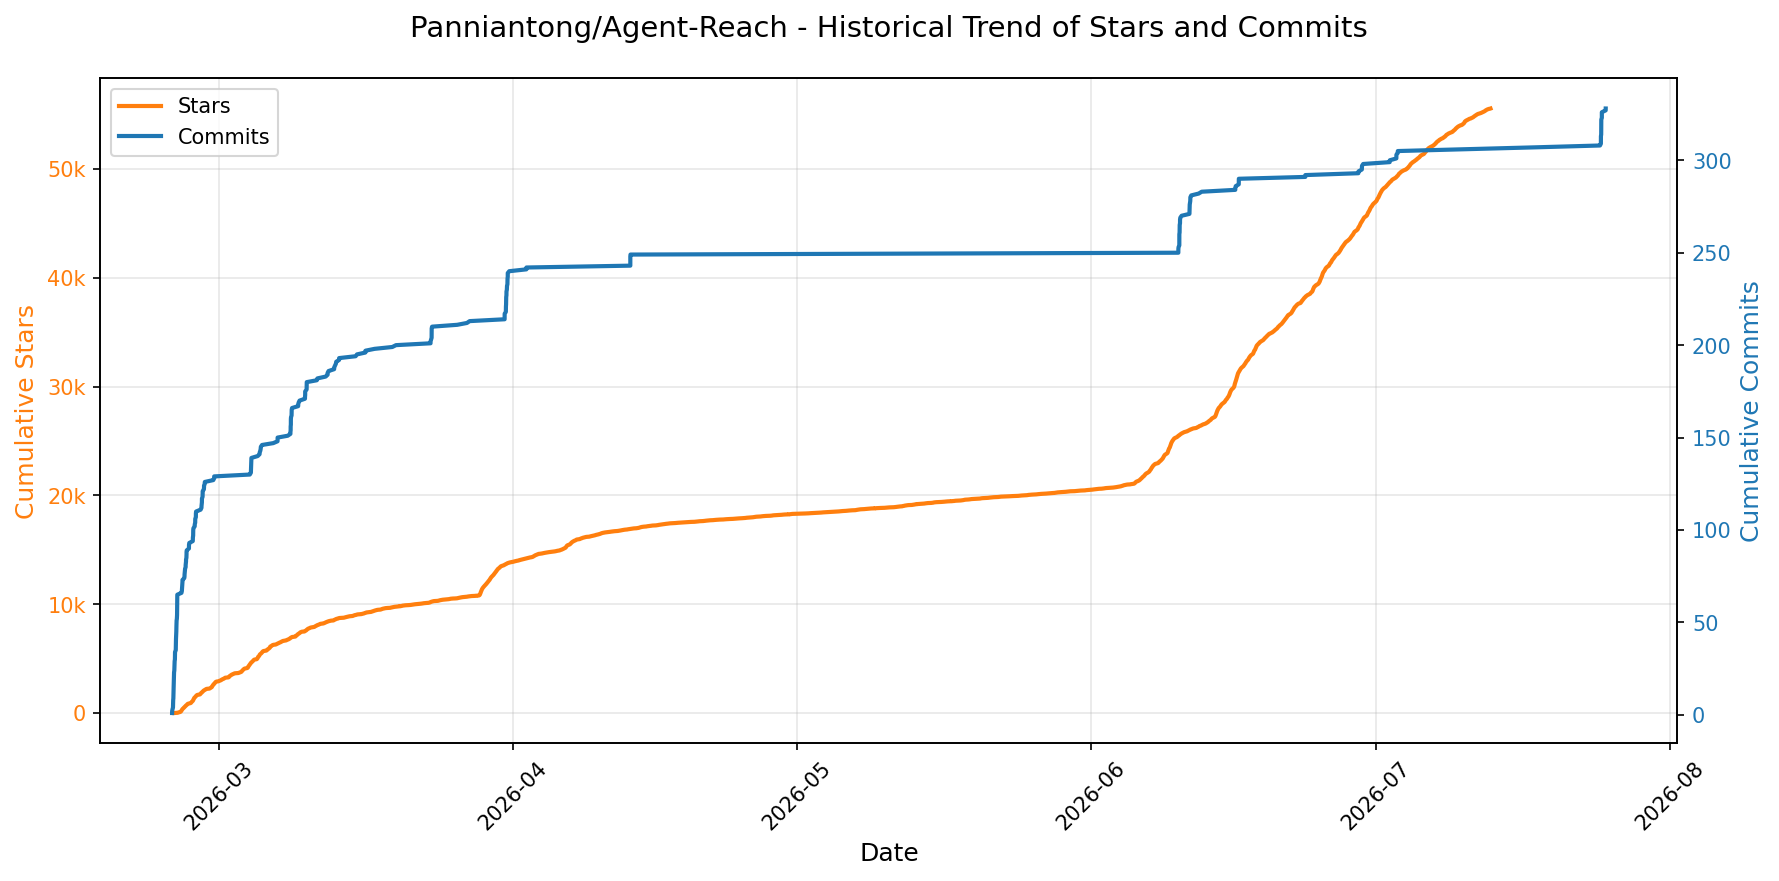 Panniantong/Agent-Reach - Historical Trend of Stars and Commits
Stars
Commits
Cumulative Stars
50k
40k
30k
20k
10k
0
300
250
200
150
100
50
0
Cumulative Commits
2026-03
2026-04
2026-05
2026-06
2026-07
2026-08
Date